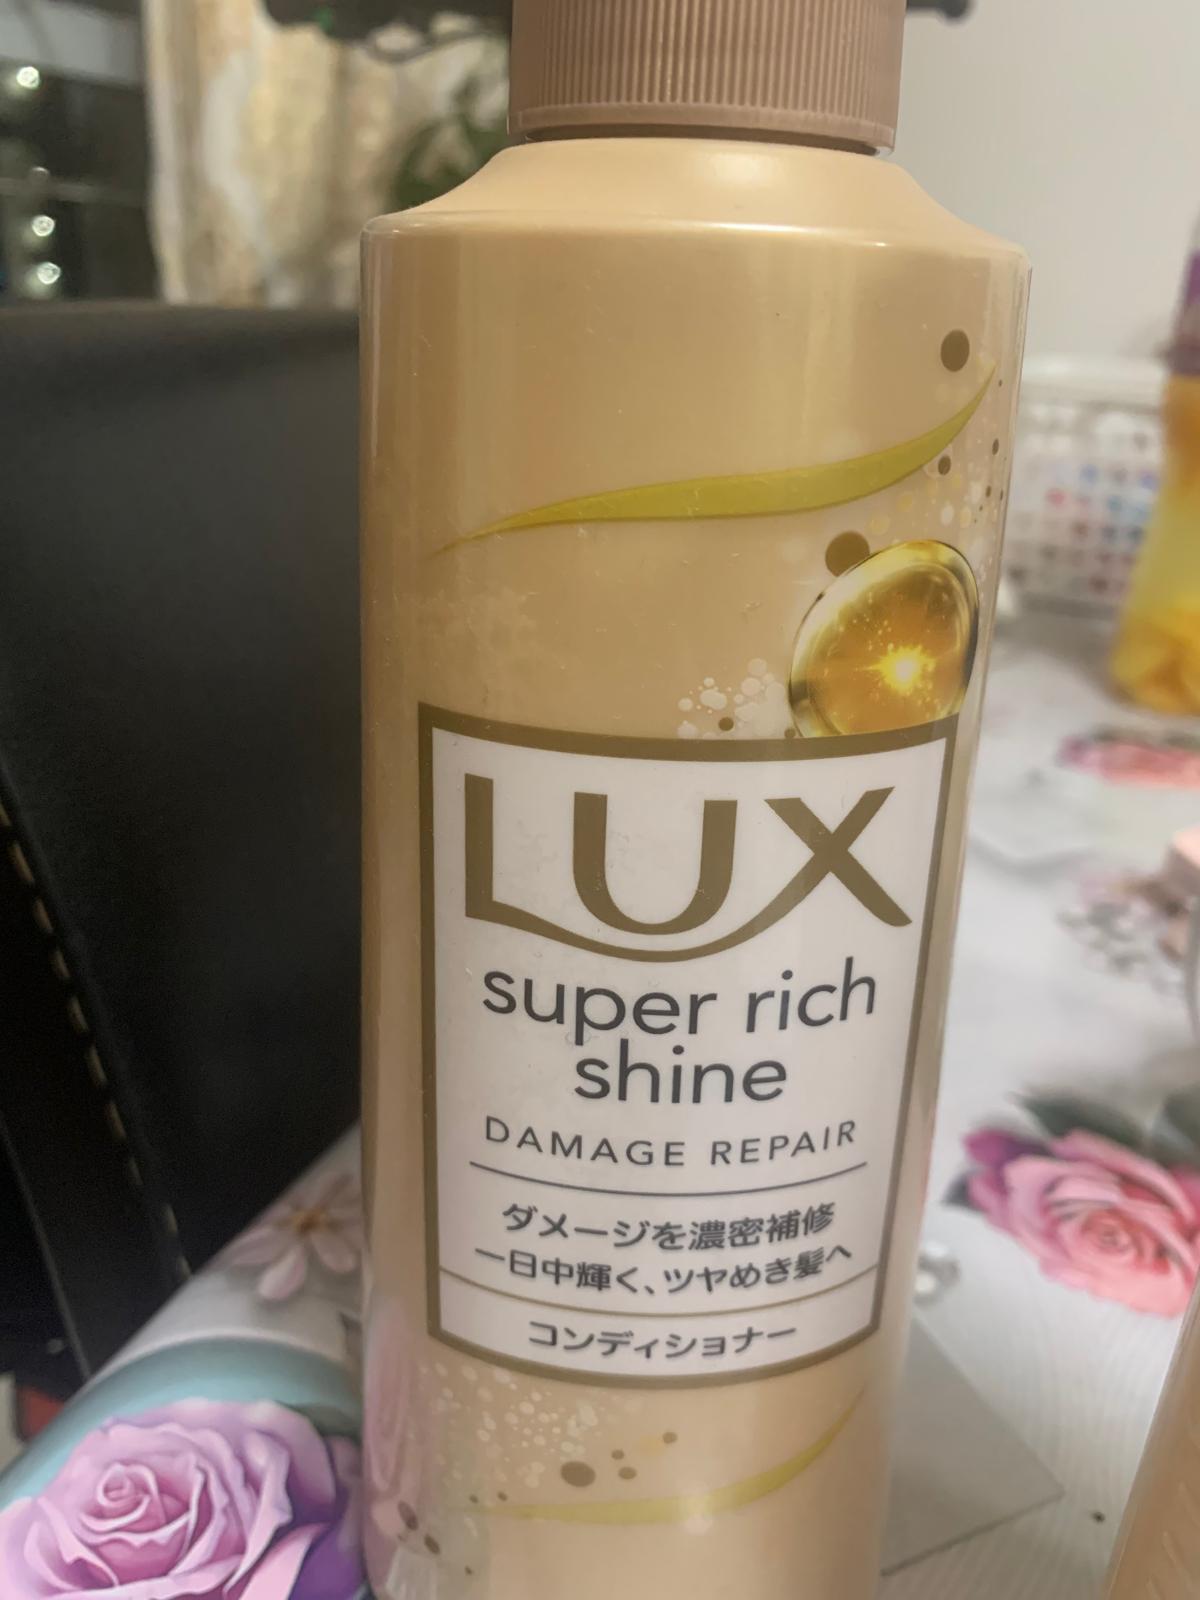 LUX
super rich
shine
DAMAGE REPAIR
ダメージを濃密補修
一日中輝く、ツヤめき髪へ
コンディショナー